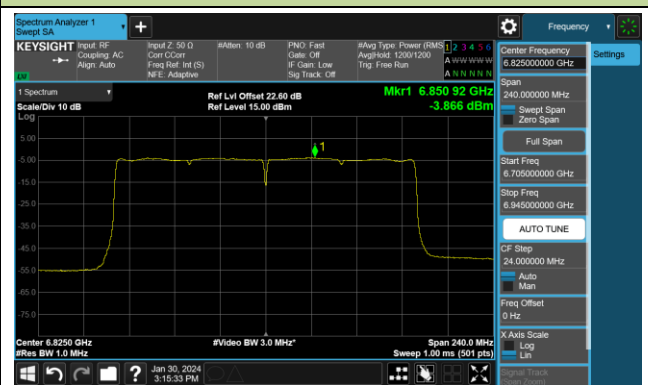 Spectrum Analyzer 1
Swept SA
Frequency
KEYSIGHT
Input: RF
Coupling: AC
Align: Auto
Input Z: 50 Ω
Corr CCorr
Freq Ref: Int (S)
NFE: Adaptive
#Atten: 10 dB
PNO: Fast
Gate: Off
IF Gain: Low
Sig Track: Off
#Avg Type: Power (RMS
Avg|Hold: 1200/1200
Trig: Free Run
1 2 3 4 5 6
A W W W W W
A N N N N N
LXI
1 Spectrum
Scale/Div 10 dB
Ref Lvl Offset 22.60 dB
Ref Level 15.00 dBm
Mkr1 6.850 92 GHz
-3.866 dBm
Log
1
5.00
-5.00
-15.0
-25.0
-35.0
-45.0
-55.0
-65.0
-75.0
Center 6.8250 GHz
#Res BW 1.0 MHz
#Video BW 3.0 MHz*
Span 240.0 MHz
Sweep 1.00 ms (501 pts)
Jan 30, 2024
3:15:33 PM
Center Frequency
6.825000000 GHz
Settings
Span
240.000000 MHz
Swept Span
Zero Span
Full Span
Start Freq
6.705000000 GHz
Stop Freq
6.945000000 GHz
AUTO TUNE
CF Step
24.000000 MHz
Auto
Man
Freq Offset
0 Hz
X Axis Scale
Log
Lin
Signal Track
(Span Zoom)